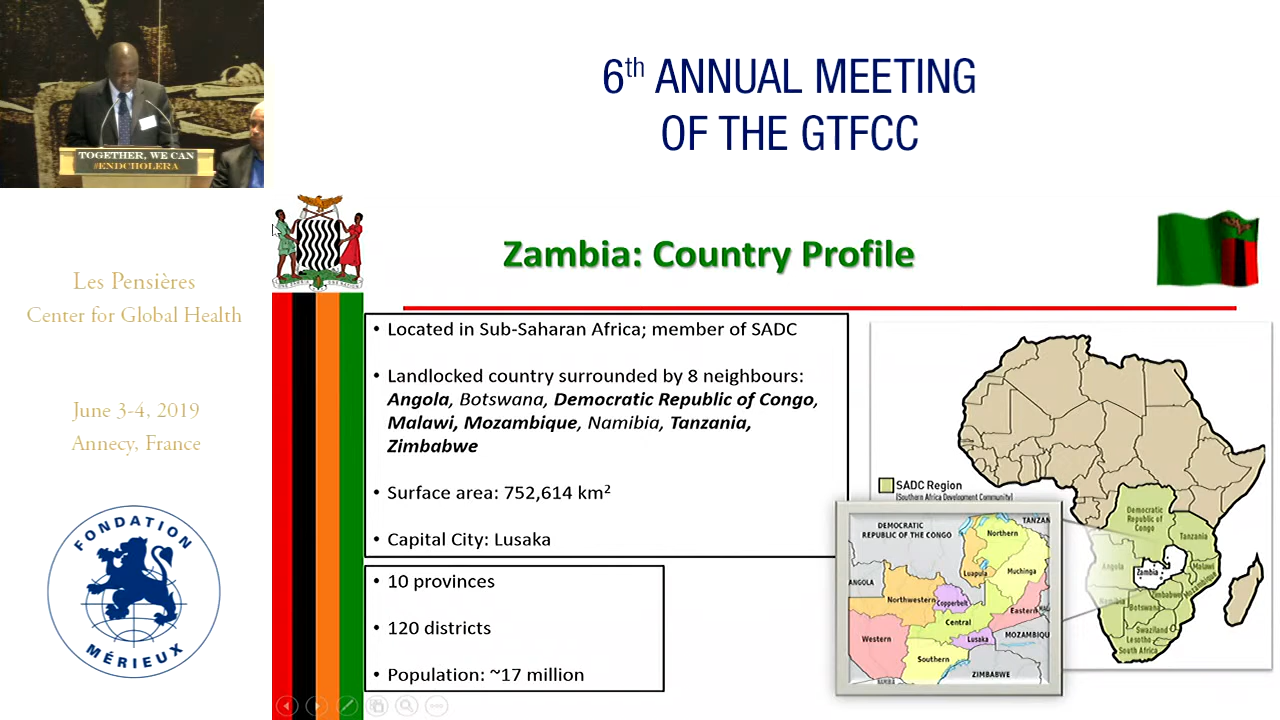 6th ANNUAL MEETING
OF THE GTFCC
TOGETHER, WE CAN
#ENDCHOLERA
Les Pensières
Center for Global Health
June 3-4, 2019
Annecy, France
FONDATION
MÉRIEUX
Zambia: Country Profile
• Located in Sub-Saharan Africa; member of SADC
• Landlocked country surrounded by 8 neighbours:
Angola, Botswana, Democratic Republic of Congo,
Malawi, Mozambique, Namibia, Tanzania,
Zimbabwe
• Surface area: 752,614 km²
• Capital City: Lusaka
• 10 provinces
• 120 districts
• Population: ~17 million
SADC Region
(Southern Africa Development Community)
Democratic
Republic of
Congo
Tanzania
Angola
Zambia
Malawi
Mozambique
Zimbabwe
Namibia
Botswana
Swaziland
Lesotho
South Africa
DEMOCRATIC
REPUBLIC OF THE CONGO
TANZAN
Northern
ANGOLA
Luapula
Muchinga
Northwestern
Copperbelt
Eastern
Central
Western
Lusaka
MOZAMBIQU
Southern
ZIMBABWE